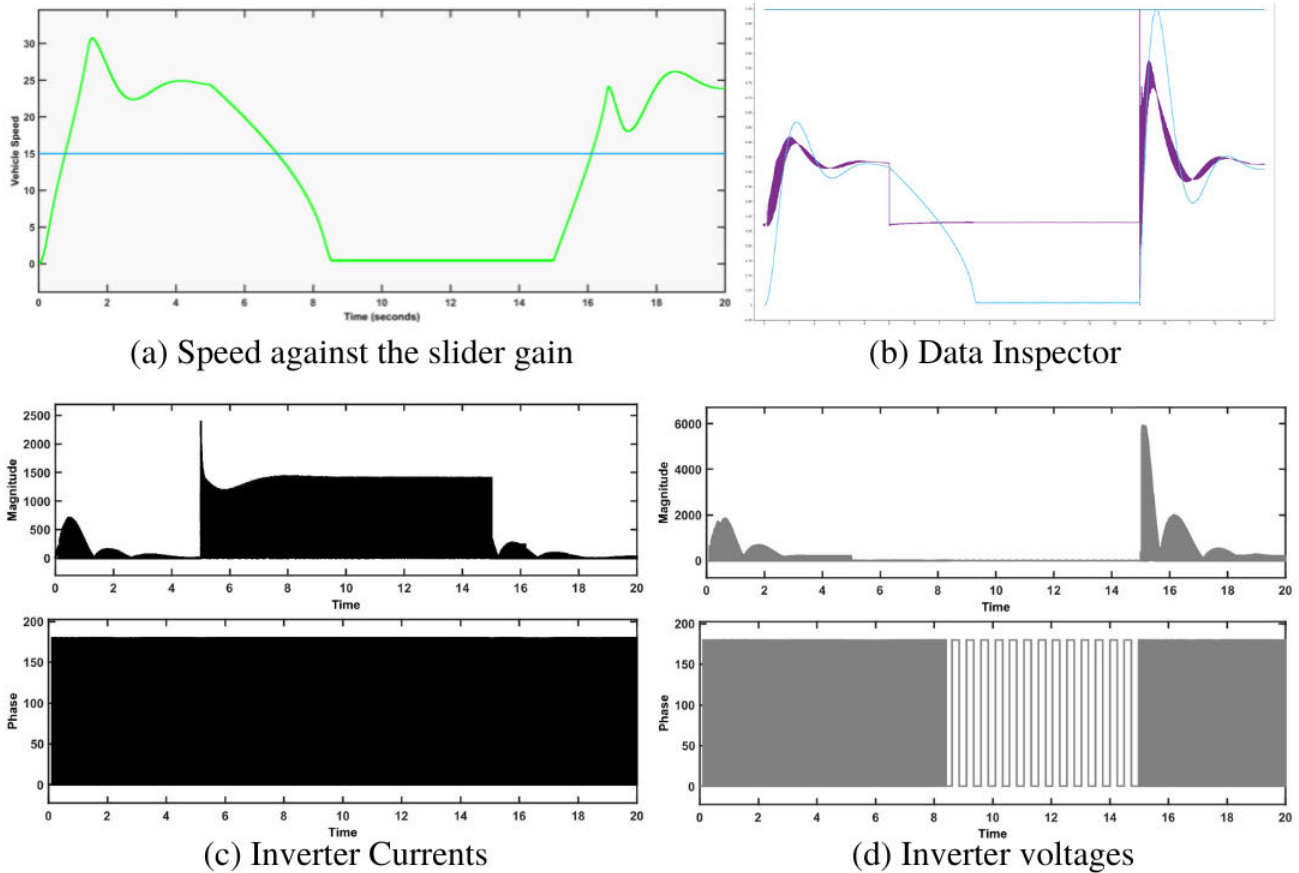 30
25
20
15
10
5
0
Vehicle Speed
0 2 4 6 8 10 12 14 16 18 20
Time (seconds)
(a) Speed against the slider gain
(b) Data Inspector
2500
2000
1500
1000
500
0
Magnitude
0 2 4 6 8 10 12 14 16 18 20
Time
200
150
100
50
0
Phase
0 2 4 6 8 10 12 14 16 18 20
Time
(c) Inverter Currents
6000
4000
2000
0
Magnitude
0 2 4 6 8 10 12 14 16 18 20
Time
200
150
100
50
0
Phase
0 2 4 6 8 10 12 14 16 18 20
Time
(d) Inverter voltages